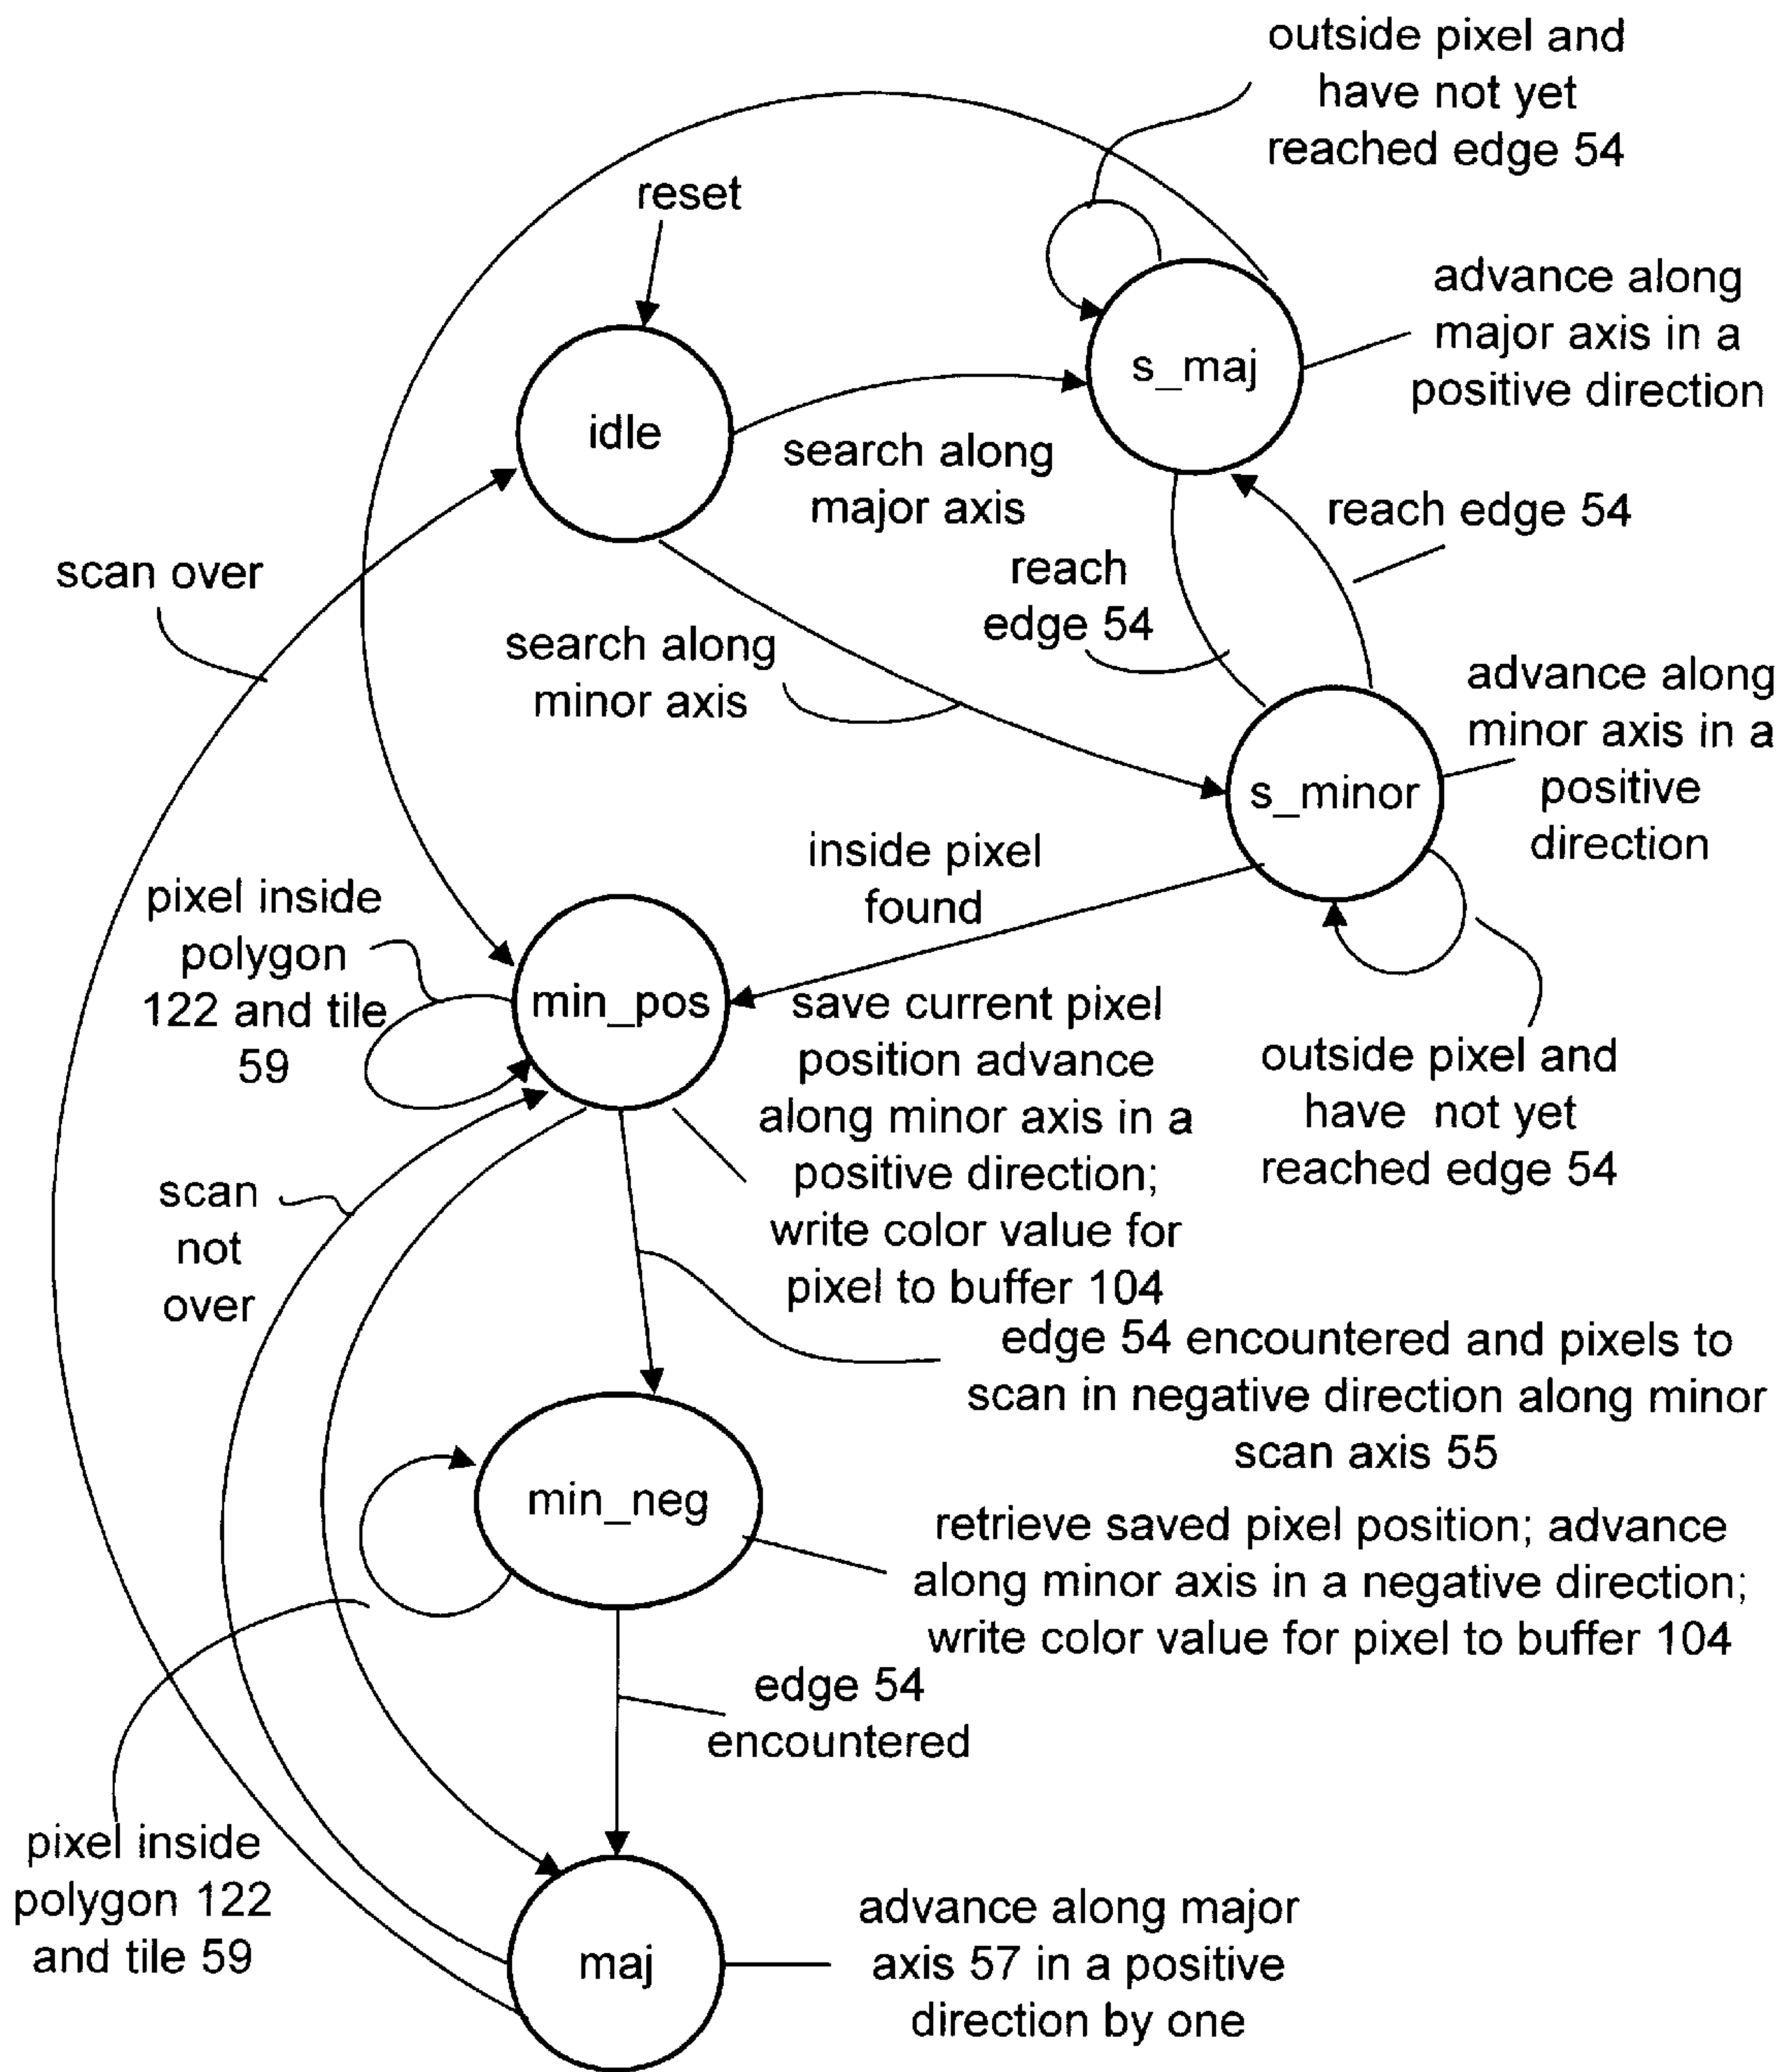 outside pixel and
have not yet
reached edge 54
reset
advance along
major axis in a
positive direction
s_maj
idle
search along
major axis
reach edge 54
reach
edge 54
scan over
search along
minor axis
advance along
minor axis in a
positive
direction
s_minor
inside pixel
found
pixel inside
polygon
122 and tile
59
min_pos
save current pixel
position advance
along minor axis in a
positive direction;
write color value for
pixel to buffer 104
outside pixel and
have not yet
reached edge 54
scan
not
over
edge 54 encountered and pixels to
scan in negative direction along minor
scan axis 55
min_neg
retrieve saved pixel position; advance
along minor axis in a negative direction;
write color value for pixel to buffer 104
edge 54
encountered
pixel inside
polygon 122
and tile 59
maj
advance along major
axis 57 in a positive
direction by one